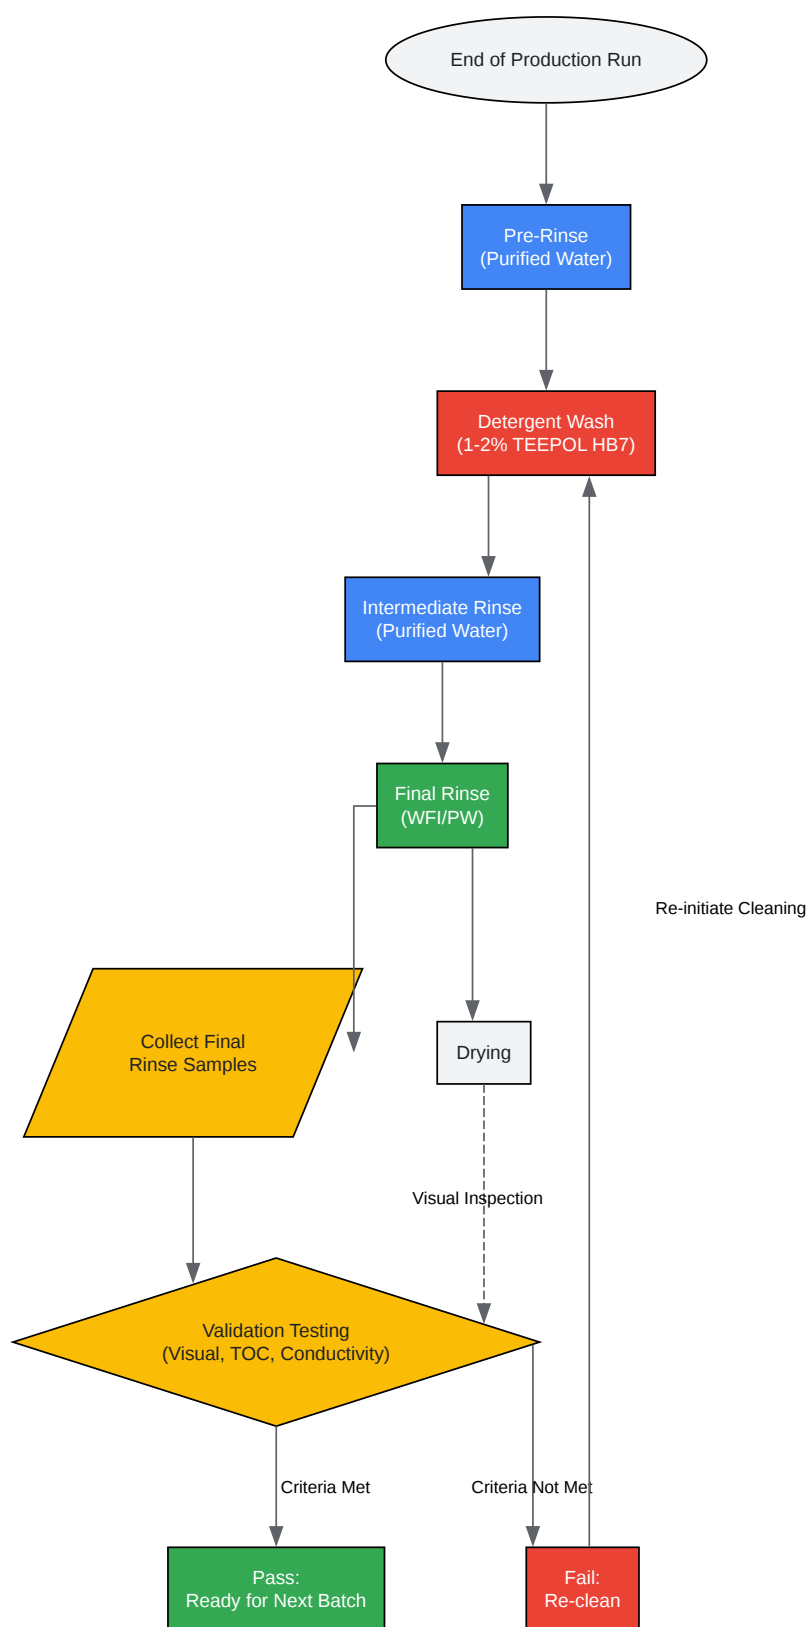 End of Production Run
Pre-Rinse
(Purified Water)
Detergent Wash
(1-2% TEEPOL HB7)
Intermediate Rinse
(Purified Water)
Final Rinse
(WFI/PW)
Re-initiate Cleaning
Collect Final
Rinse Samples
Drying
Visual Inspection
Validation Testing
(Visual, TOC, Conductivity)
Criteria Met
Criteria Not Met
Pass:
Ready for Next Batch
Fail:
Re-clean